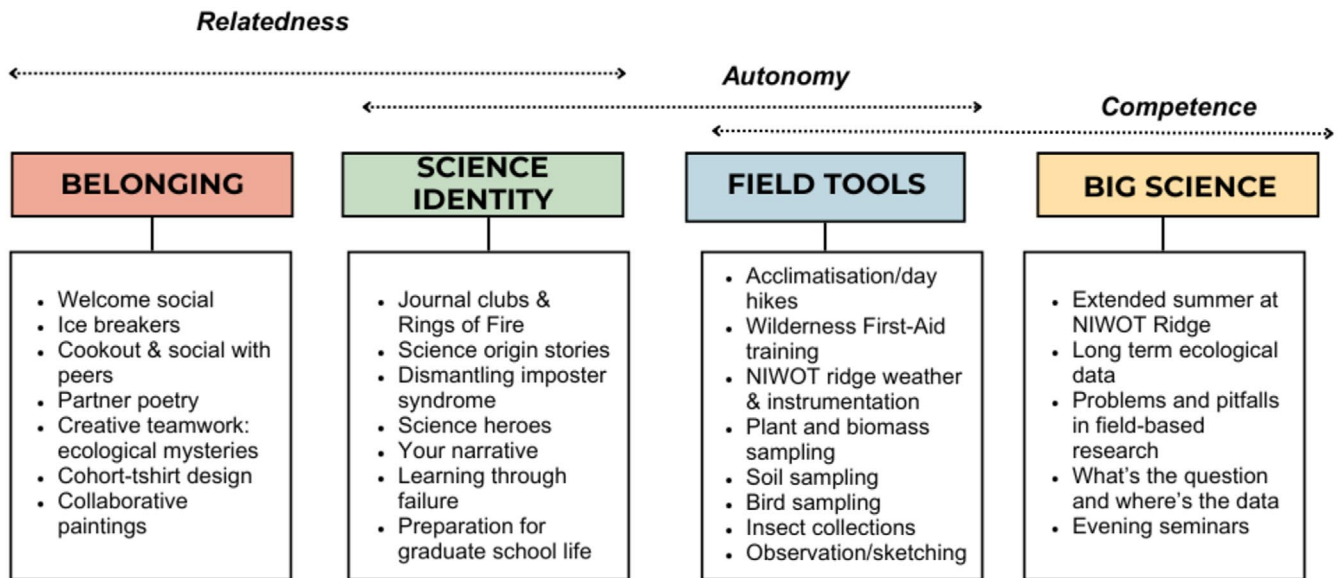 Relatedness
Autonomy
Competence
BELONGING
SCIENCE
IDENTITY
FIELD TOOLS
BIG SCIENCE
• Welcome social
• Ice breakers
• Cookout & social with
peers
• Partner poetry
• Creative teamwork:
ecological mysteries
• Cohort-tshirt design
• Collaborative
paintings
• Journal clubs &
Rings of Fire
• Science origin stories
• Dismantling imposter
syndrome
• Science heroes
• Your narrative
• Learning through
failure
• Preparation for
graduate school life
• Acclimatisation/day
hikes
• Wilderness First-Aid
training
• NIWOT ridge weather
& instrumentation
• Plant and biomass
sampling
• Soil sampling
• Bird sampling
• Insect collections
• Observation/sketching
• Extended summer at
NIWOT Ridge
• Long term ecological
data
• Problems and pitfalls
in field-based
research
• What's the question
and where's the data
• Evening seminars